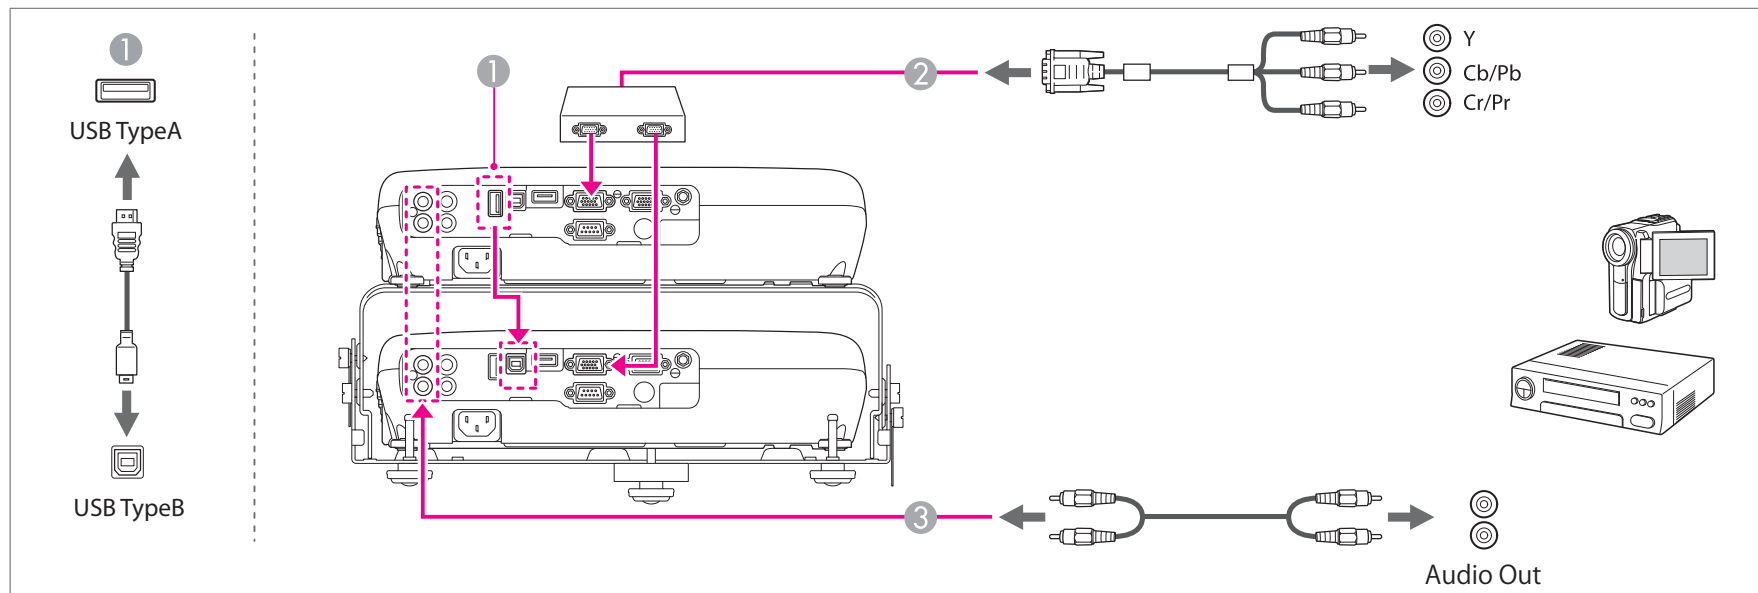 1
USB TypeA
USB TypeB
1
2
Y
Cb/Pb
Cr/Pr
3
Audio Out